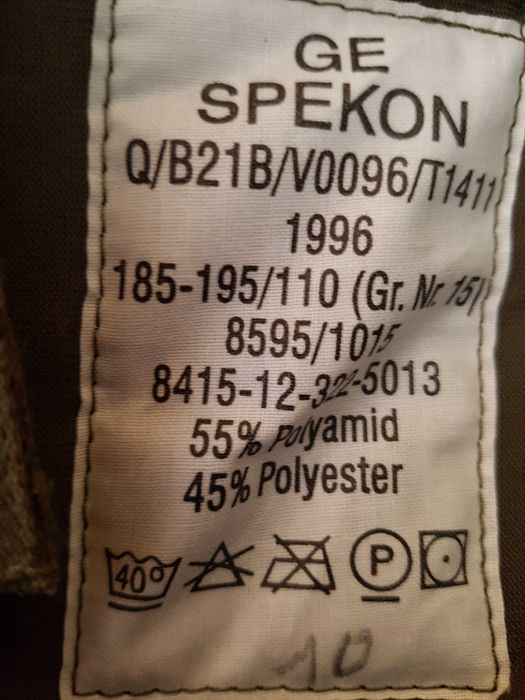 GE
SPEKON
Q/B21B/V0096/T1411
1996
185-195/110 (Gr. Nr. 15)
8595/1015
8415-12-322-5013
55% Polyamid
45% Polyester
40° P
10